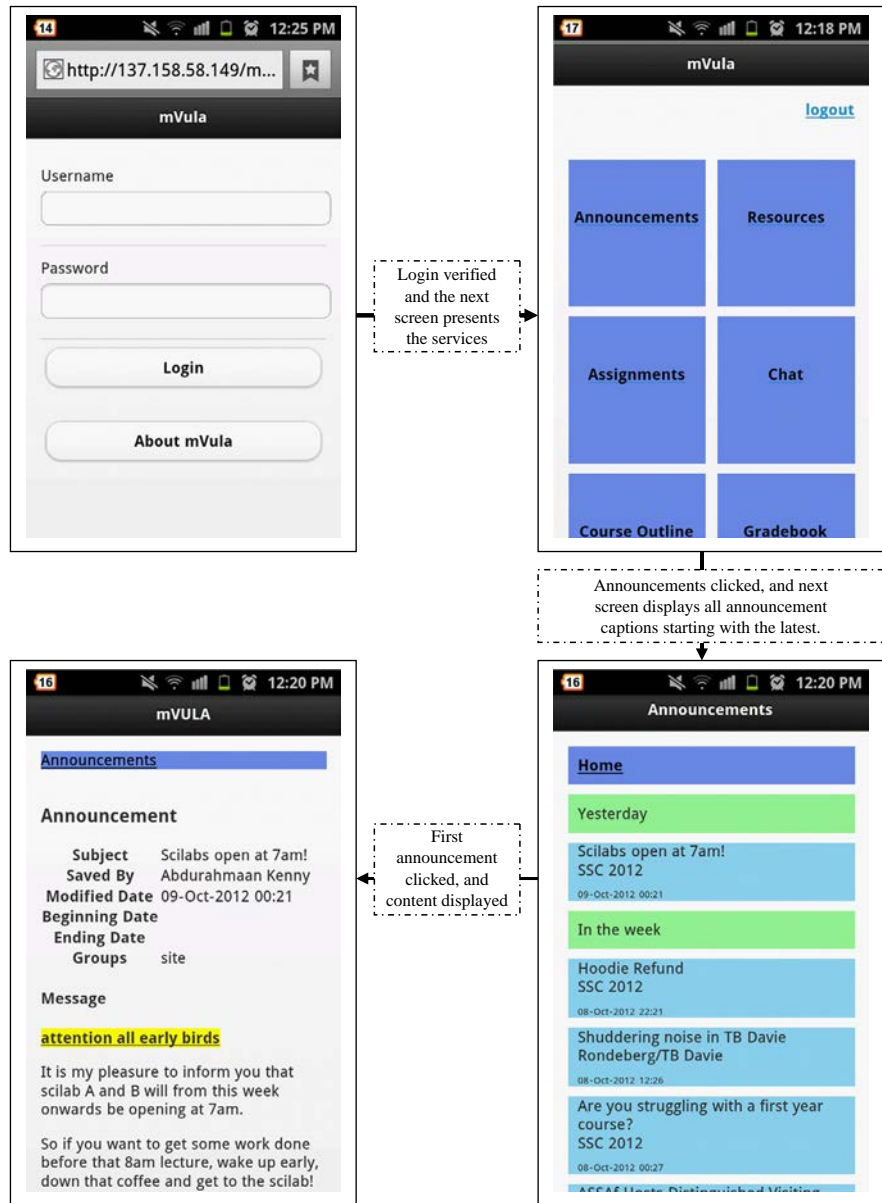 14
12:25 PM
http://137.158.58.149/m...
mVula
Username
Password
Login
About mVula
Login verified
and the next
screen presents
the services
17
12:18 PM
mVula
logout
Announcements
Resources
Assignments
Chat
Course Outline
Gradebook
Announcements clicked, and next
screen displays all announcement
captions starting with the latest.
16
12:20 PM
Announcements
Home
Yesterday
Scilabs open at 7am!
SSC 2012
09-Oct-2012 00:21
In the week
Hoodie Refund
SSC 2012
08-Oct-2012 22:21
Shuddering noise in TB Davie
Rondeberg/TB Davie
08-Oct-2012 12:26
Are you struggling with a first year
course?
SSC 2012
08-Oct-2012 00:27
ASSAf Hosts Distinguished Visiting
First
announcement
clicked, and
content displayed
16
12:20 PM
mVULA
Announcements
Announcement
Subject Scilabs open at 7am!
Saved By Abdurahmaan Kenny
Modified Date 09-Oct-2012 00:21
Beginning Date
Ending Date
Groups site
Message
attention all early birds
It is my pleasure to inform you that
scilab A and B will from this week
onwards be opening at 7am.
So if you want to get some work done
before that 8am lecture, wake up early,
down that coffee and get to the scilab!